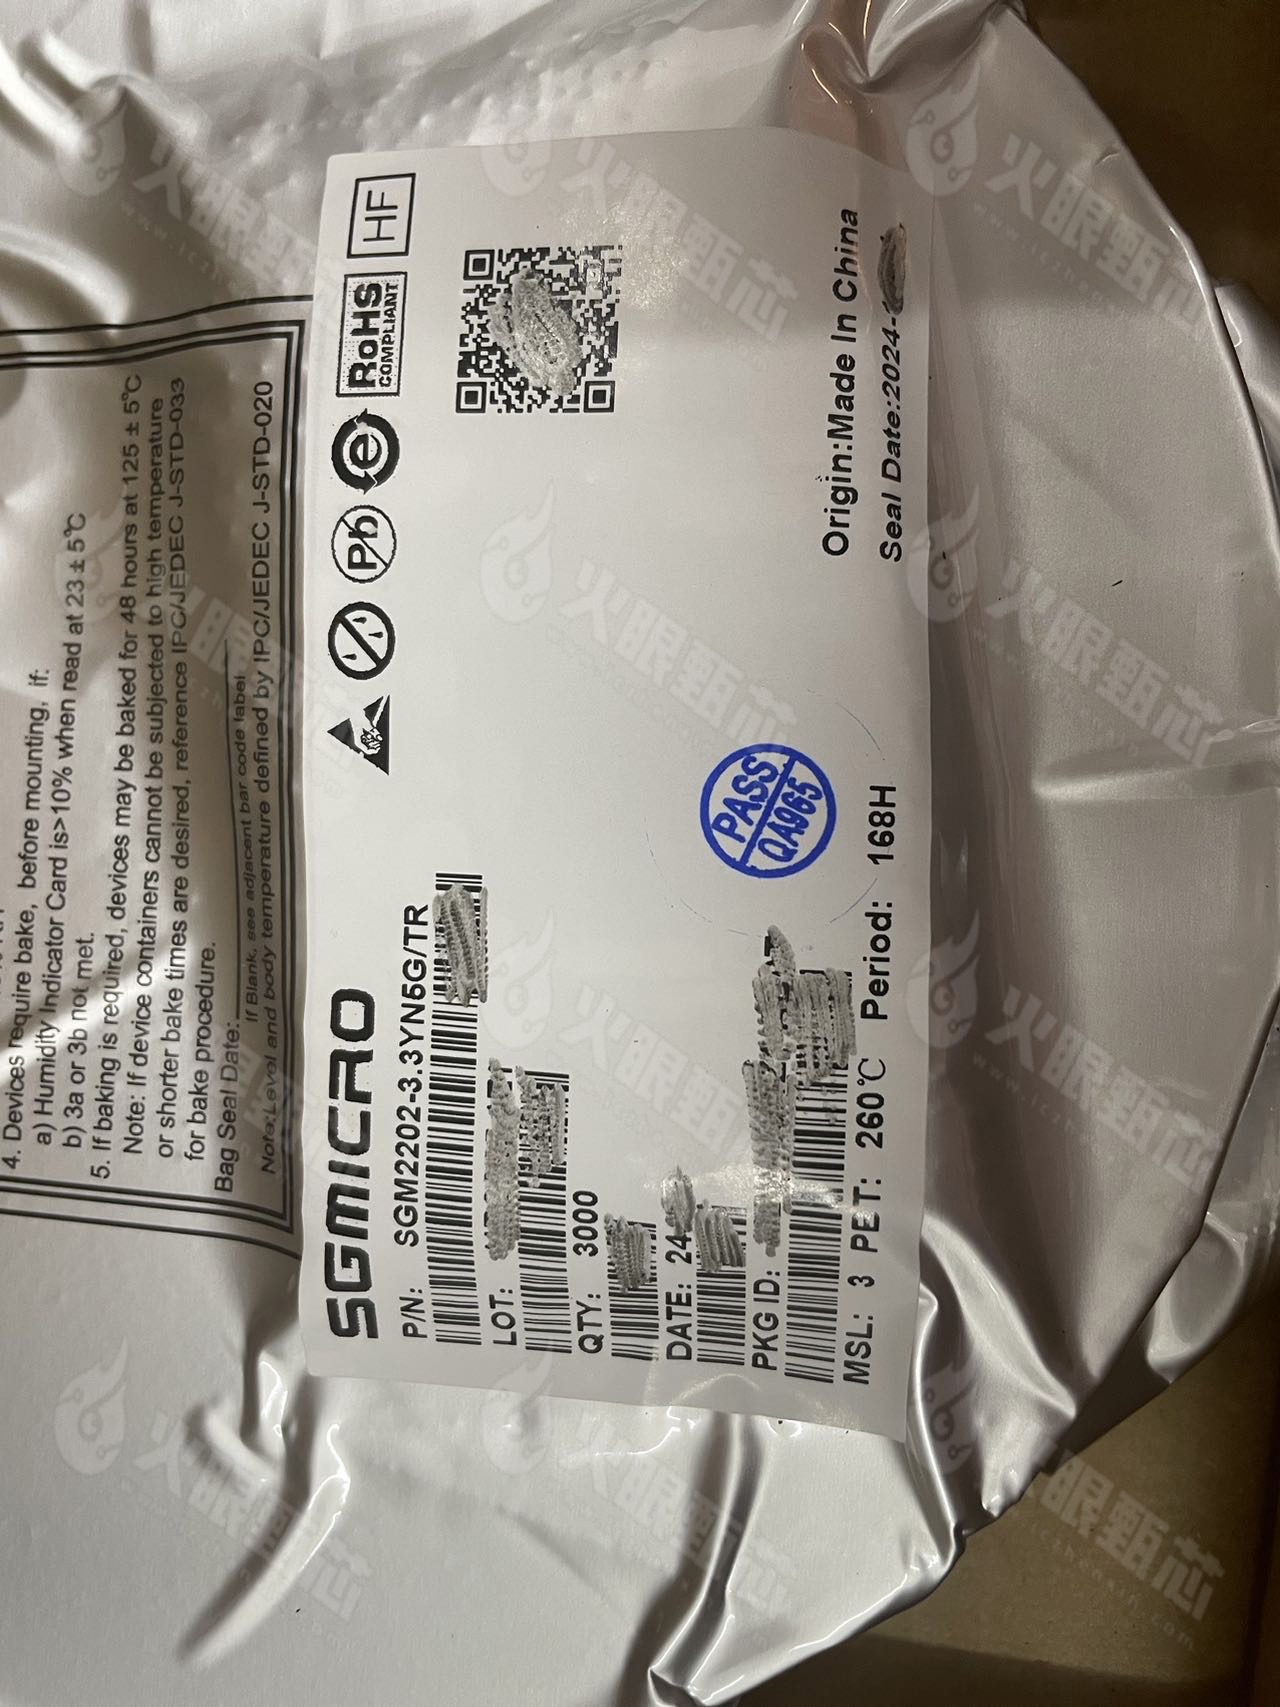 4. Devices require bake, before mounting, if:
a) Humidity Indicator Card is>10% when read at 23 ± 5℃
b) 3a or 3b not met.
5. If baking is required, devices may be baked for 48 hours at 125 ± 5℃
Note: If device containers cannot be subjected to high temperature
or shorter bake times are desired, reference IPC/JEDEC J-STD-033
for bake procedure.
Bag Seal Date:
If Blank, see adjacent bar code label
Note:Level and body temperature defined by IPC/JEDEC J-STD-020
SGMICRO
Pb
e
RoHS
COMPLIANT
HF
P/N: SGM2202-3.3YN5G/TR
LOT:
QTY: 3000
DATE: 24
PKG ID:
MSL: 3 PET: 260℃ Period: 168H
PASS
QA965
Origin:Made In China
Seal Date:2024-
火眼甄芯